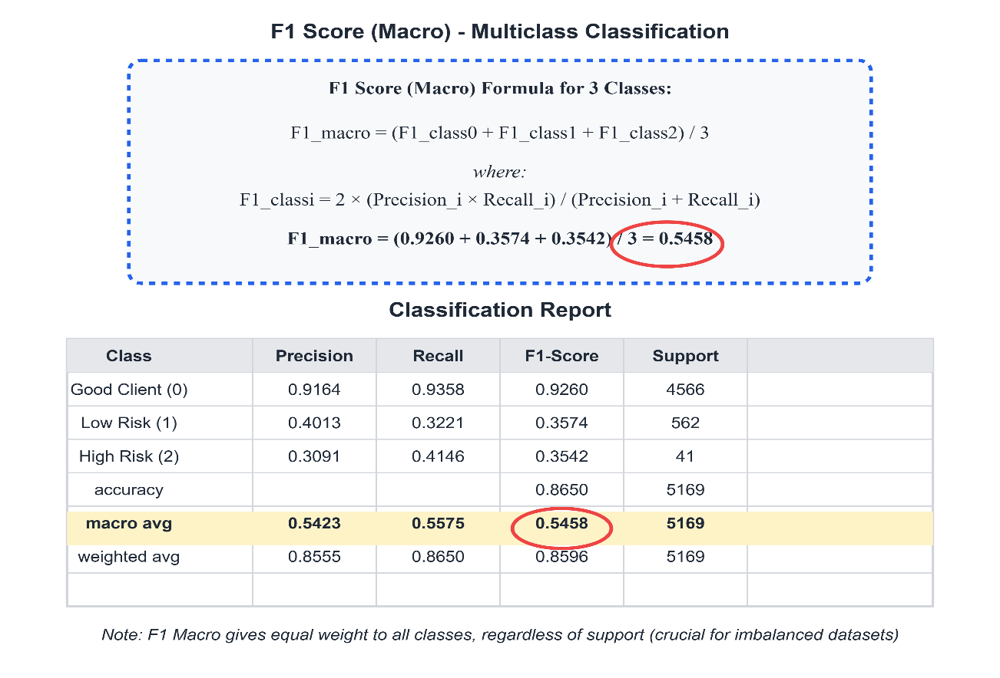 F1 Score (Macro) - Multiclass Classification
F1 Score (Macro) Formula for 3 Classes:
F1_macro = (F1_class0 + F1_class1 + F1_class2) / 3
where:
F1_classi = 2 × (Precision_i × Recall_i) / (Precision_i + Recall_i)
F1_macro = (0.9260 + 0.3574 + 0.3542) / 3 = 0.5458
Classification Report
Class Precision Recall F1-Score Support
Good Client (0) 0.9164 0.9358 0.9260 4566
Low Risk (1) 0.4013 0.3221 0.3574 562
High Risk (2) 0.3091 0.4146 0.3542 41
accuracy 0.8650 5169
macro avg 0.5423 0.5575 0.5458 5169
weighted avg 0.8555 0.8650 0.8596 5169
Note: F1 Macro gives equal weight to all classes, regardless of support (crucial for imbalanced datasets)